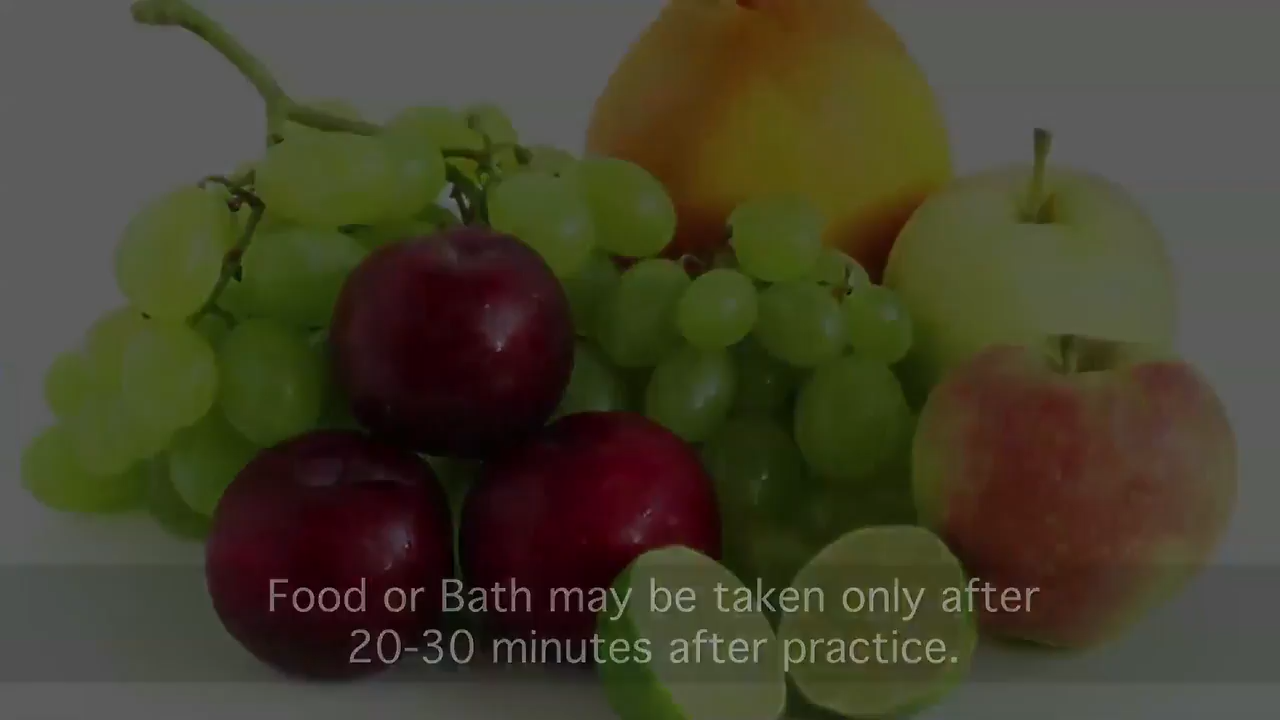 Food or Bath may be taken only after
20-30 minutes after practice.